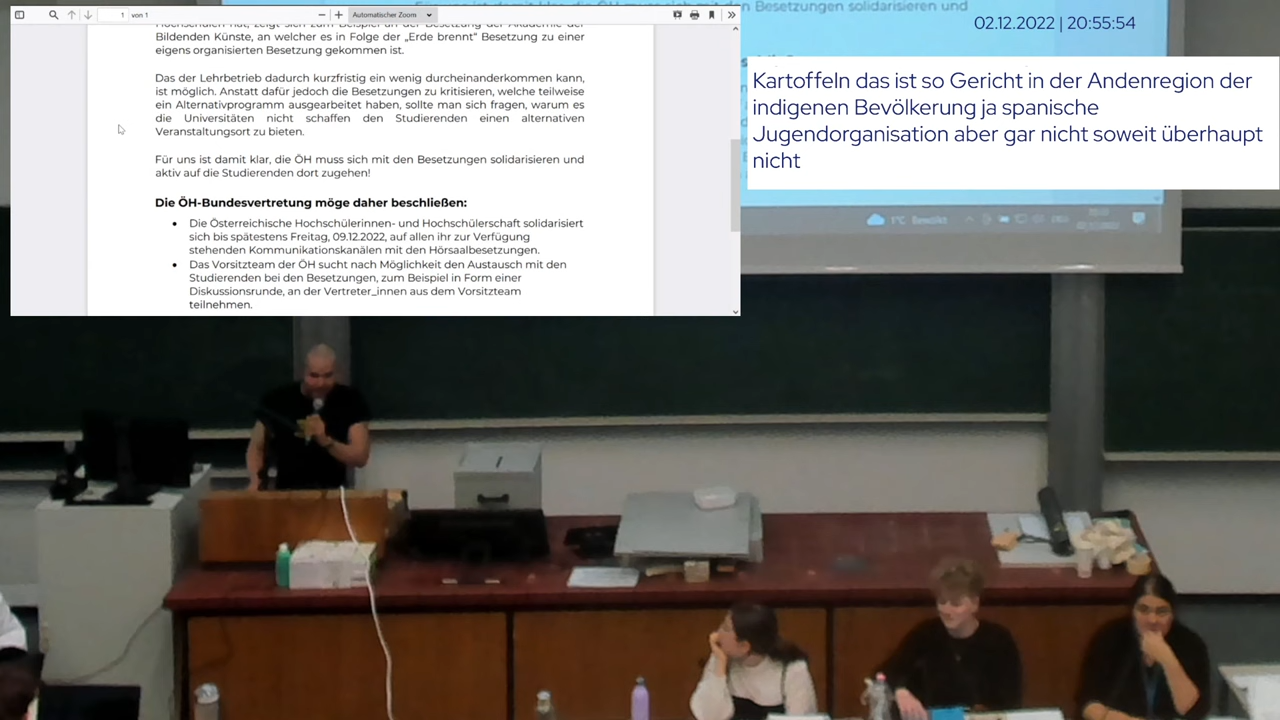 1 von 1
Automatischer Zoom
Bildenden Künste, an welcher es in Folge der „Erde brennt" Besetzung zu einer
eigens organisierten Besetzung gekommen ist.
Das der Lehrbetrieb dadurch kurzfristig ein wenig durcheinanderkommen kann,
ist möglich. Anstatt dafür jedoch die Besetzungen zu kritisieren, welche teilweise
ein Alternativprogramm ausgearbeitet haben, sollte man sich fragen, warum es
die Universitäten nicht schaffen den Studierenden einen alternativen
Veranstaltungsort zu bieten.
Für uns ist damit klar, die ÖH muss sich mit den Besetzungen solidarisieren und
aktiv auf die Studierenden dort zugehen!
Die ÖH-Bundesvertretung möge daher beschließen:
• Die Österreichische Hochschülerinnen- und Hochschülerschaft solidarisiert
sich bis spätestens Freitag, 09.12.2022, auf allen ihr zur Verfügung
stehenden Kommunikationskanälen mit den Hörsaalbesetzungen.
• Das Vorsitzteam der ÖH sucht nach Möglichkeit den Austausch mit den
Studierenden bei den Besetzungen, zum Beispiel in Form einer
Diskussionsrunde, an der Vertreter_innen aus dem Vorsitzteam
teilnehmen.
den Besetzungen solidarisieren und
02.12.2022 | 20:55:54
Kartoffeln das ist so Gericht in der Andenregion der
indigenen Bevölkerung ja spanische
Jugendorganisation aber gar nicht soweit überhaupt
nicht
1°C Bewölkt